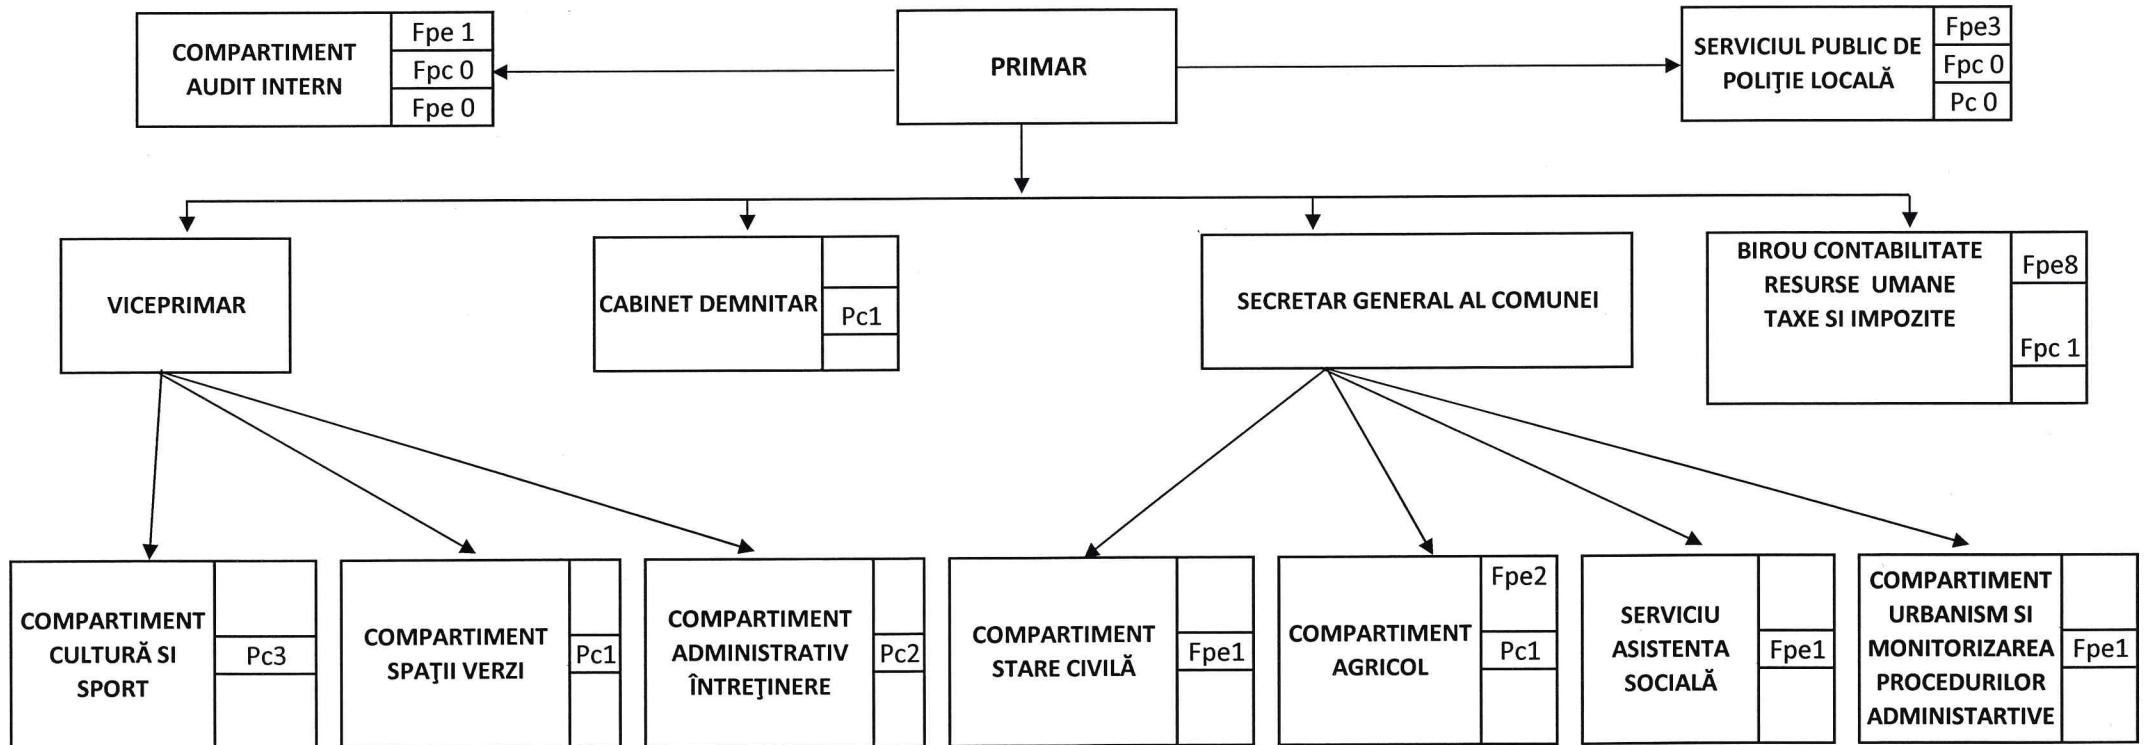 COMPARTIMENT
AUDIT INTERN
Fpe 1
Fpc 0
Fpe 0
PRIMAR
SERVICIUL PUBLIC DE
POLIŢIE LOCALĂ
Fpe3
Fpc 0
Pc 0
VICEPRIMAR
CABINET DEMNITAR
Pc1
SECRETAR GENERAL AL COMUNEI
BIROU CONTABILITATE
RESURSE UMANE
TAXE SI IMPOZITE
Fpe8
Fpc 1
COMPARTIMENT
CULTURĂ SI
SPORT
Pc3
COMPARTIMENT
SPAŢII VERZI
Pc1
COMPARTIMENT
ADMINISTRATIV
ÎNTREŢINERE
Pc2
COMPARTIMENT
STARE CIVILĂ
Fpe1
COMPARTIMENT
AGRICOL
Fpe2
Pc1
SERVICIU
ASISTENTA
SOCIALĂ
Fpe1
COMPARTIMENT
URBANISM SI
MONITORIZAREA
PROCEDURILOR
ADMINISTARTIVE
Fpe1